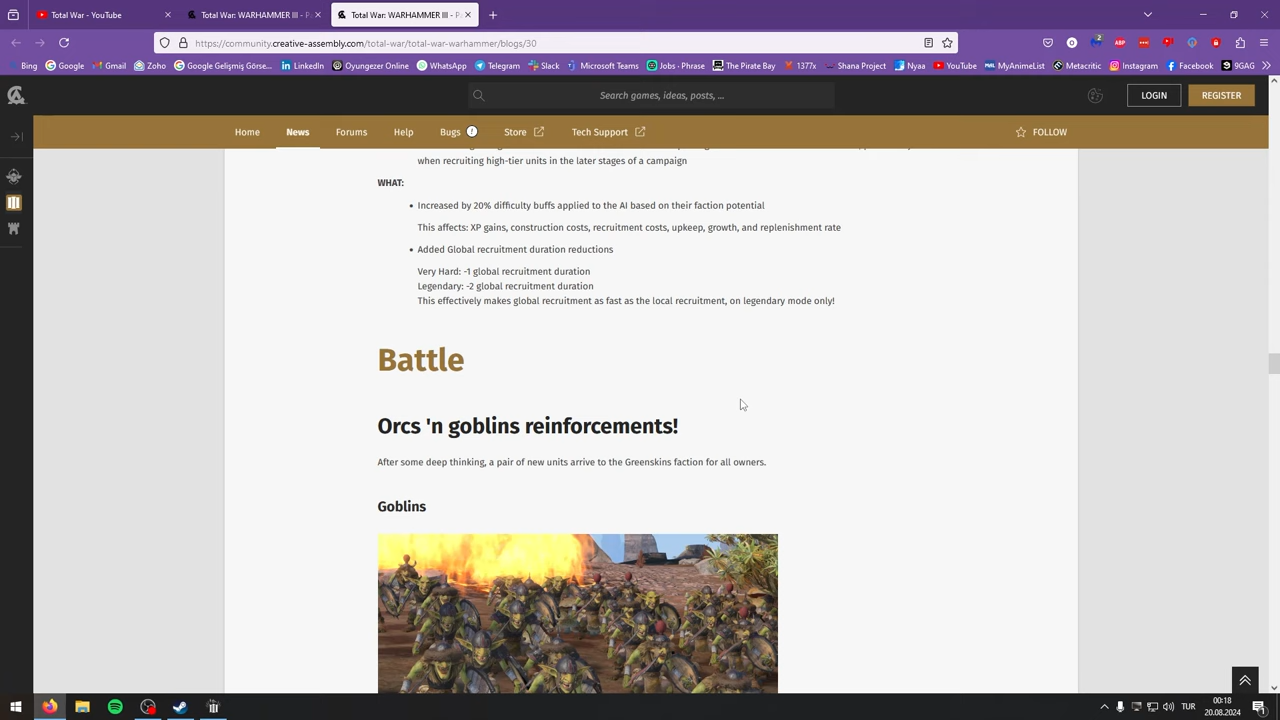 Total War - YouTube
Total War: WARHAMMER III - P
Total War: WARHAMMER III - P
https://community.creative-assembly.com/total-war/total-war-warhammer/blogs/30
Bing Google Gmail Zoho Google Gelişmiş Görse... LinkedIn Oyungezer Online WhatsApp Telegram Slack Microsoft Teams Jobs · Phrase The Pirate Bay 1377x Shana Project Nyaa YouTube MyAnimeList Metacritic Instagram Facebook 9GAG
Search games, ideas, posts, ...
LOGIN
REGISTER
Home News Forums Help Bugs Store Tech Support FOLLOW
when recruiting high-tier units in the later stages of a campaign
WHAT:
• Increased by 20% difficulty buffs applied to the AI based on their faction potential
This affects: XP gains, construction costs, recruitment costs, upkeep, growth, and replenishment rate
• Added Global recruitment duration reductions
Very Hard: -1 global recruitment duration
Legendary: -2 global recruitment duration
This effectively makes global recruitment as fast as the local recruitment, on legendary mode only!
Battle
Orcs 'n goblins reinforcements!
After some deep thinking, a pair of new units arrive to the Greenskins faction for all owners.
Goblins
TUR
00:18
20.08.2024